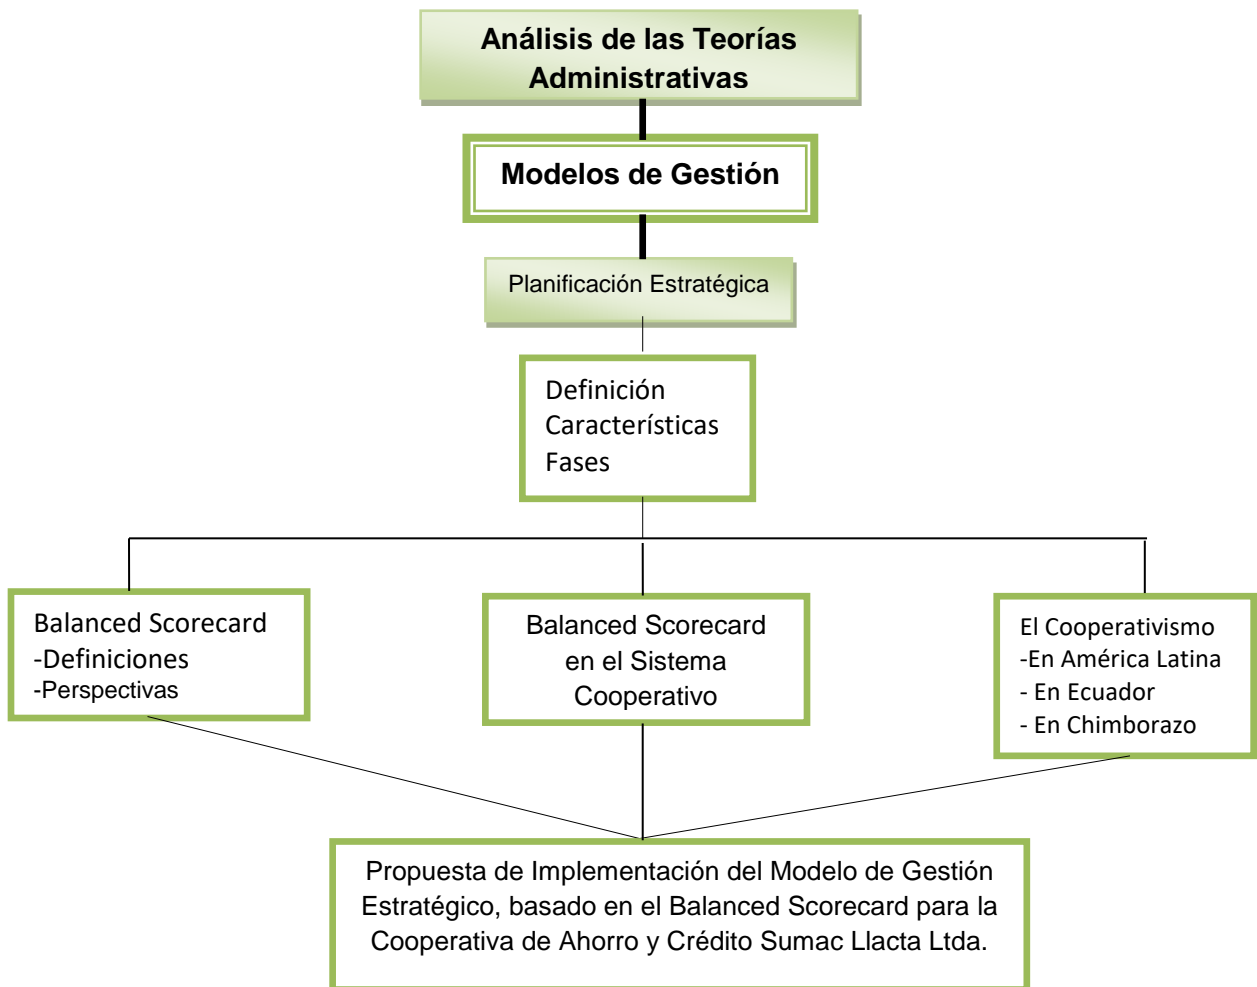 Análisis de las Teorías
Administrativas
Modelos de Gestión
Planificación Estratégica
Definición
Características
Fases
Balanced Scorecard
-Definiciones
-Perspectivas
Balanced Scorecard
en el Sistema
Cooperativo
El Cooperativismo
-En América Latina
- En Ecuador
- En Chimborazo
Propuesta de Implementación del Modelo de Gestión
Estratégico, basado en el Balanced Scorecard para la
Cooperativa de Ahorro y Crédito Sumac Llacta Ltda.